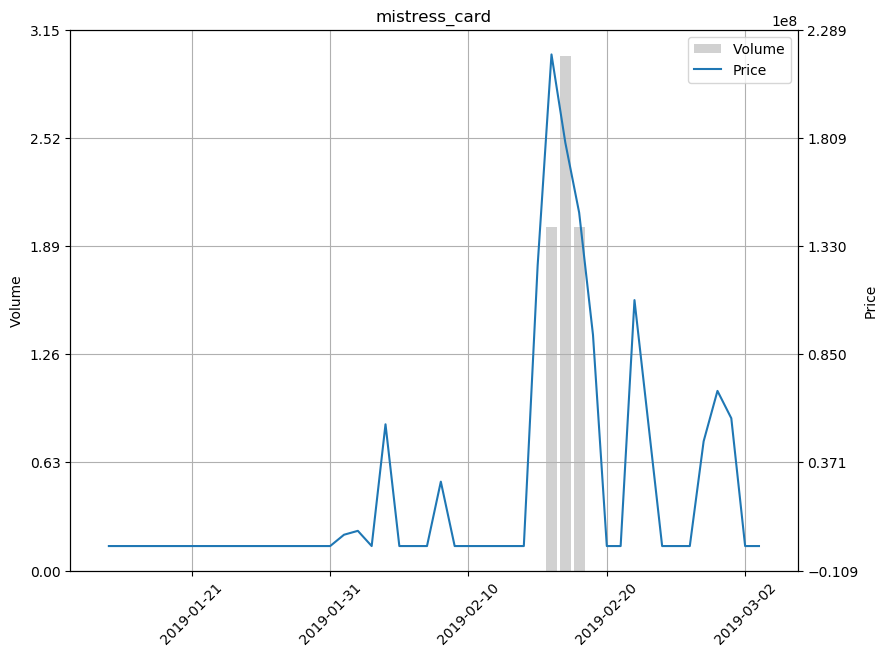 mistress_card
1e8
3.15
2.52
1.89
1.26
0.63
0.00
Volume
2.289
1.809
1.330
0.850
0.371
−0.109
Price
Volume
Price
2019-01-21
2019-01-31
2019-02-10
2019-02-20
2019-03-02